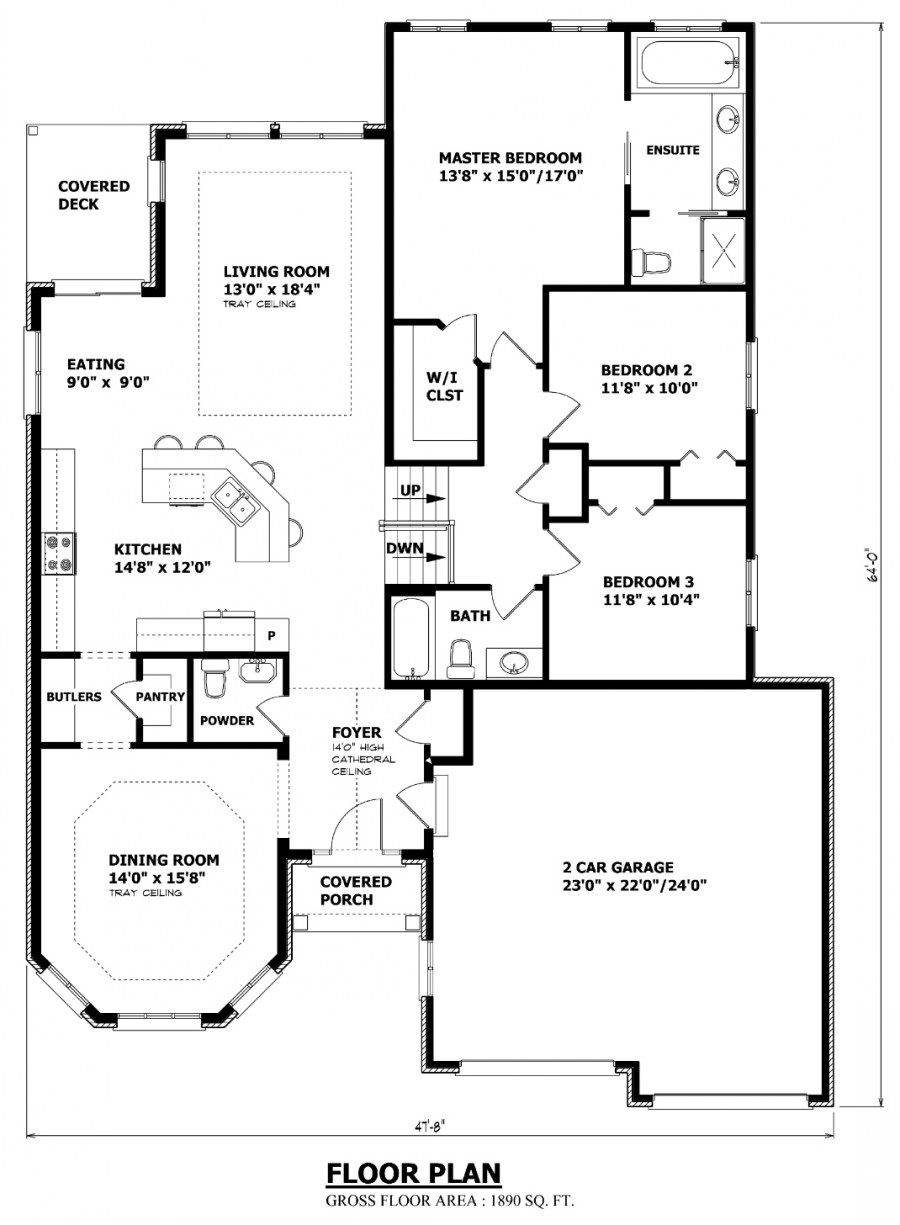 MASTER BEDROOM
13'8" x 15'0"/17'0"
ENSUITE
COVERED
DECK
LIVING ROOM
13'0" x 18'4"
TRAY CEILING
EATING
9'0" x 9'0"
W/I
CLST
BEDROOM 2
11'8" x 10'0"
UP
DWN
KITCHEN
14'8" x 12'0"
BEDROOM 3
11'8" x 10'4"
64'-0"
BATH
P
BUTLERS
PANTRY
POWDER
FOYER
14'0" HIGH
CATHEDRAL
CEILING
DINING ROOM
14'0" x 15'8"
TRAY CEILING
COVERED
PORCH
2 CAR GARAGE
23'0" x 22'0"/24'0"
47'-8"
FLOOR PLAN
GROSS FLOOR AREA : 1890 SQ. FT.